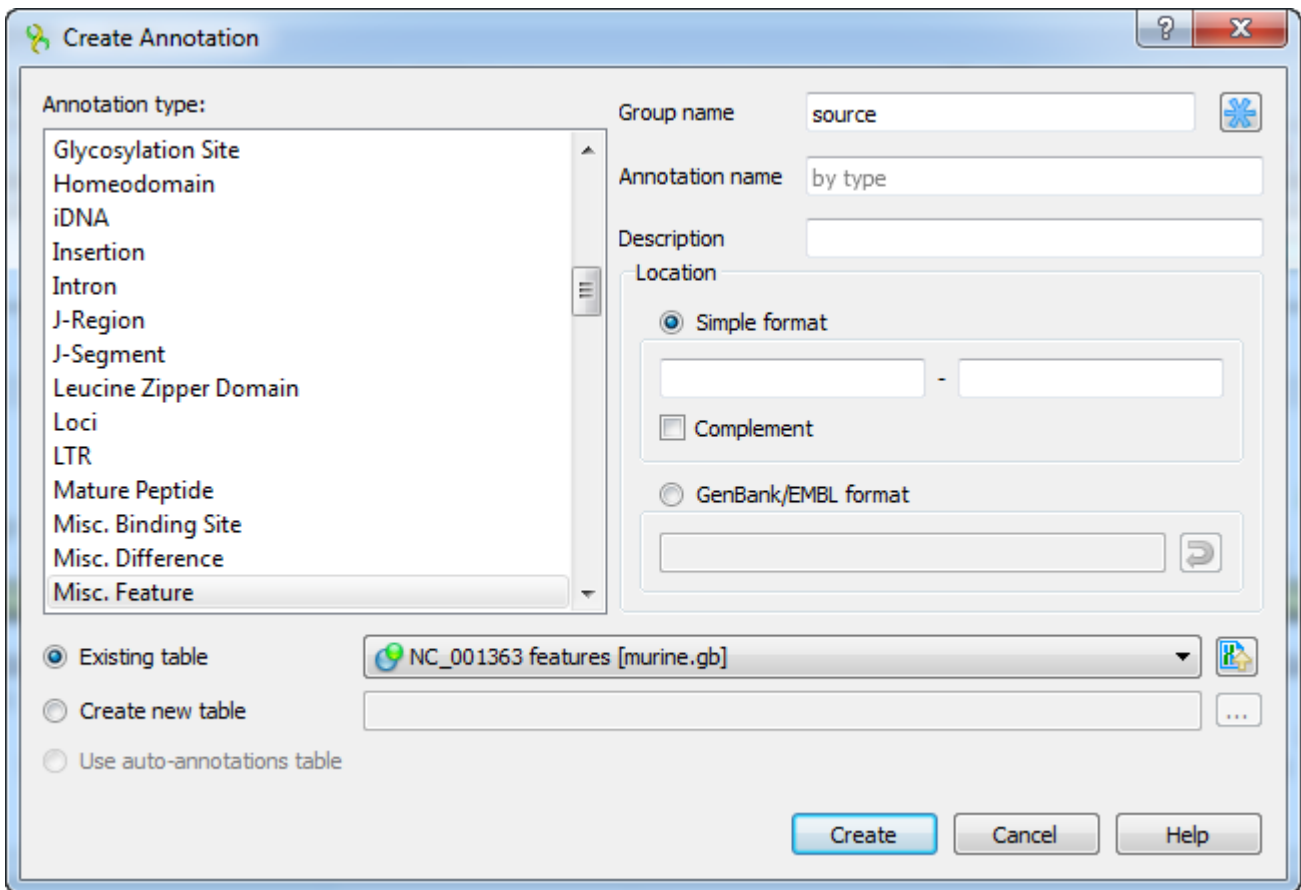 Create Annotation
Annotation type:
Glycosylation Site
Homeodomain
iDNA
Insertion
Intron
J-Region
J-Segment
Leucine Zipper Domain
Loci
LTR
Mature Peptide
Misc. Binding Site
Misc. Difference
Misc. Feature
Group name
source
Annotation name
by type
Description
Location
Simple format
-
Complement
GenBank/EMBL format
Existing table
NC_001363 features [murine.gb]
Create new table
...
Use auto-annotations table
Create
Cancel
Help